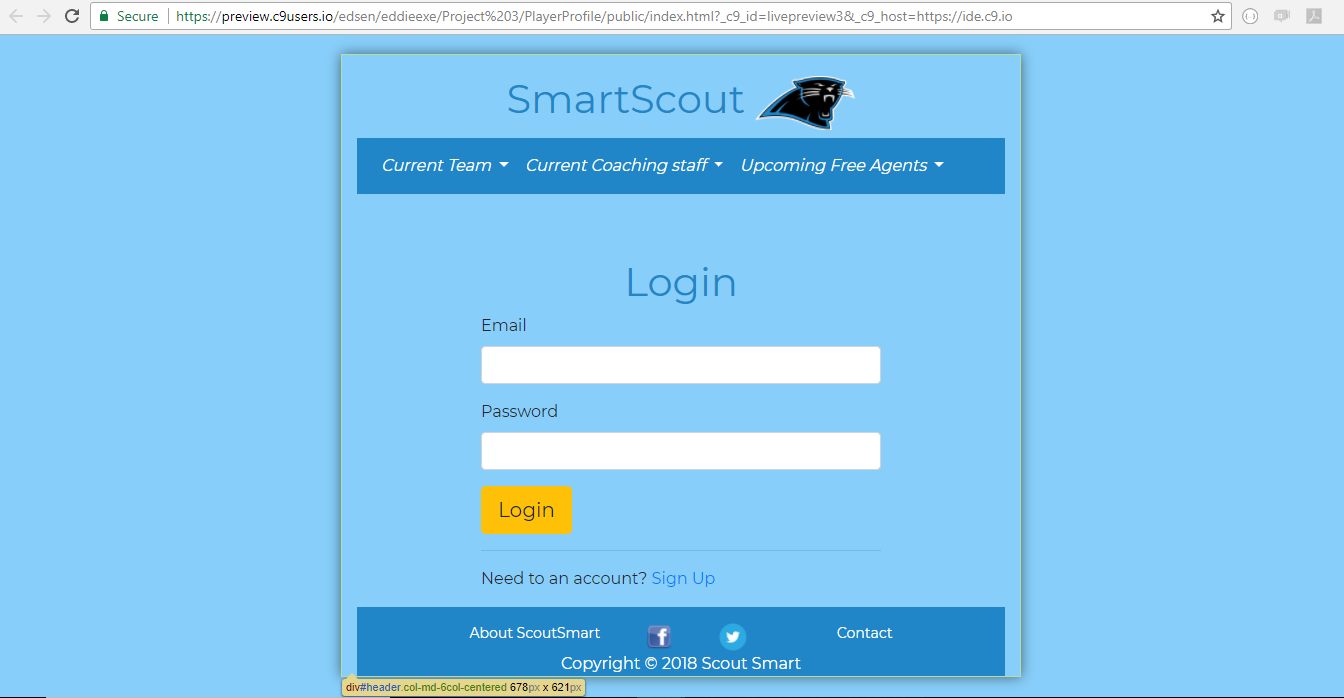 Secure https://preview.c9users.io/edsen/eddieexe/Project%203/PlayerProfile/public/index.html?_c9_id=livepreview3&_c9_host=https://ide.c9.io
SmartScout
Current Team Current Coaching staff Upcoming Free Agents
Login
Email
Password
Login
Need to an account? Sign Up
About ScoutSmart f Contact
Copyright © 2018 Scout Smart
div#header.col-md-6col-centered 678px x 621px